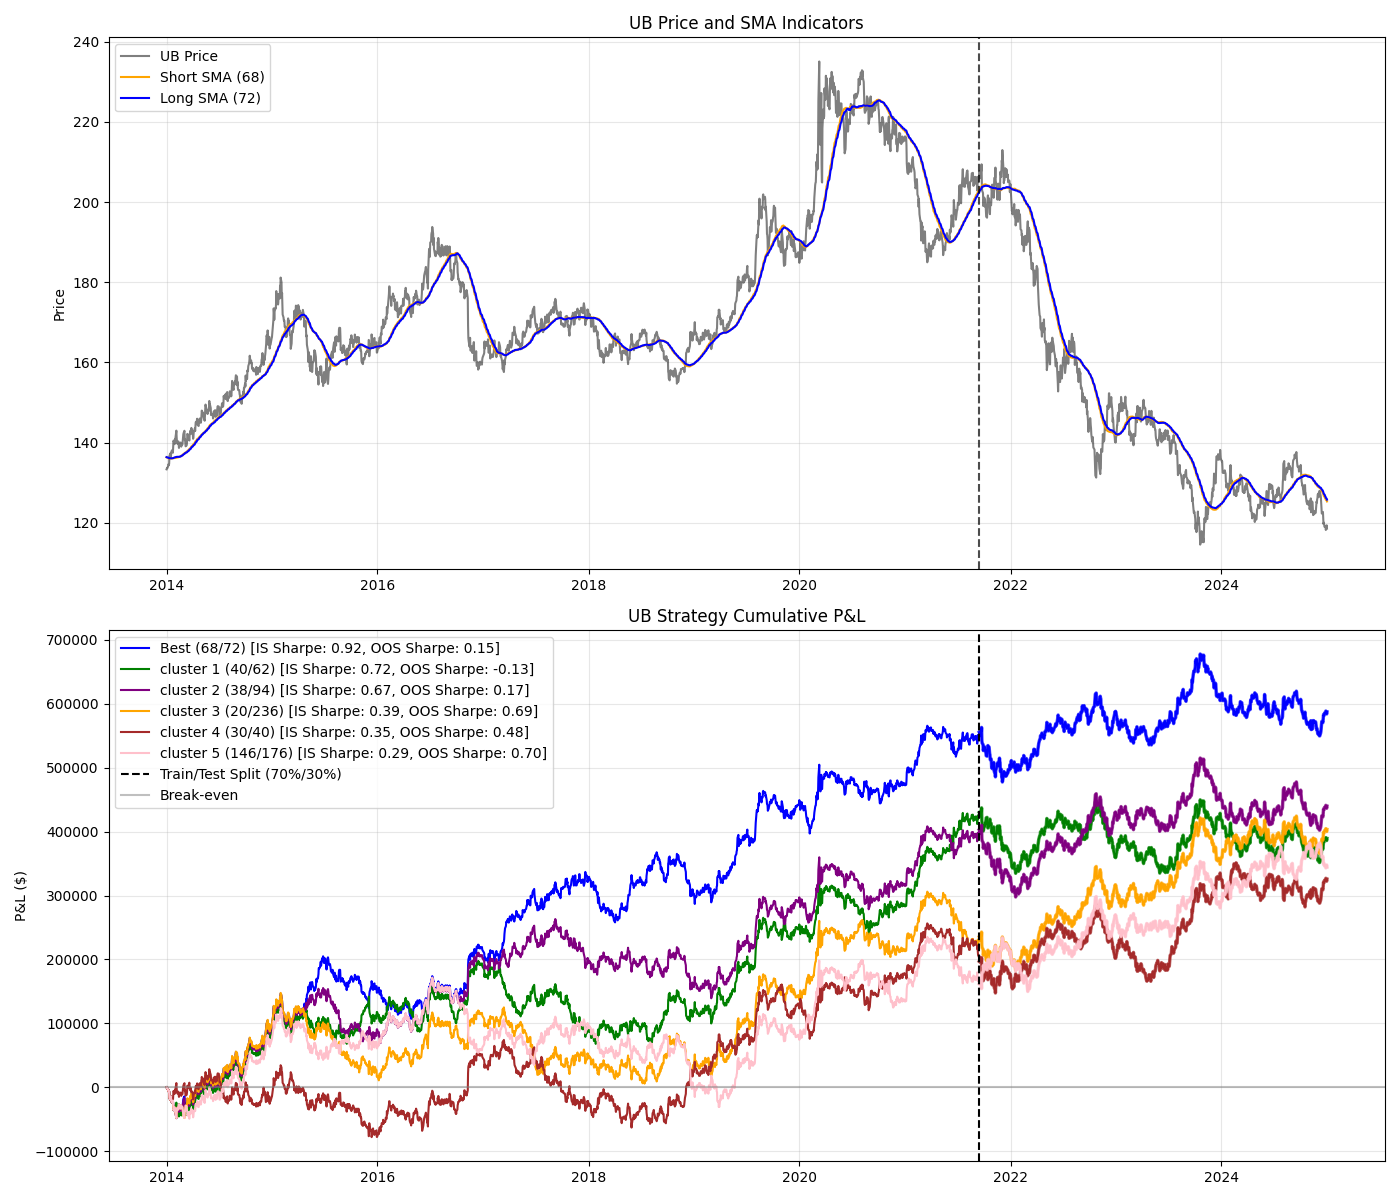 UB Price and SMA Indicators
UB Price
Short SMA (68)
Long SMA (72)
Price
240
220
200
180
160
140
120
2014
2016
2018
2020
2022
2024
UB Strategy Cumulative P&L
Best (68/72) [IS Sharpe: 0.92, OOS Sharpe: 0.15]
cluster 1 (40/62) [IS Sharpe: 0.72, OOS Sharpe: -0.13]
cluster 2 (38/94) [IS Sharpe: 0.67, OOS Sharpe: 0.17]
cluster 3 (20/236) [IS Sharpe: 0.39, OOS Sharpe: 0.69]
cluster 4 (30/40) [IS Sharpe: 0.35, OOS Sharpe: 0.48]
cluster 5 (146/176) [IS Sharpe: 0.29, OOS Sharpe: 0.70]
Train/Test Split (70%/30%)
Break-even
P&L ($)
700000
600000
500000
400000
300000
200000
100000
0
−100000
2014
2016
2018
2020
2022
2024